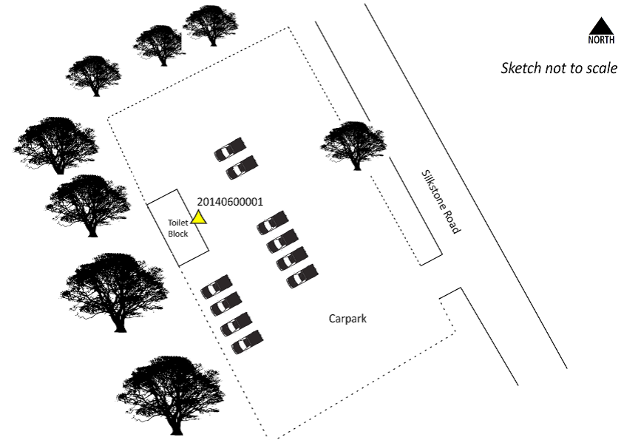 NORTH
Sketch not to scale
20140600001
Toilet
Block
Silkstone Road
Carpark